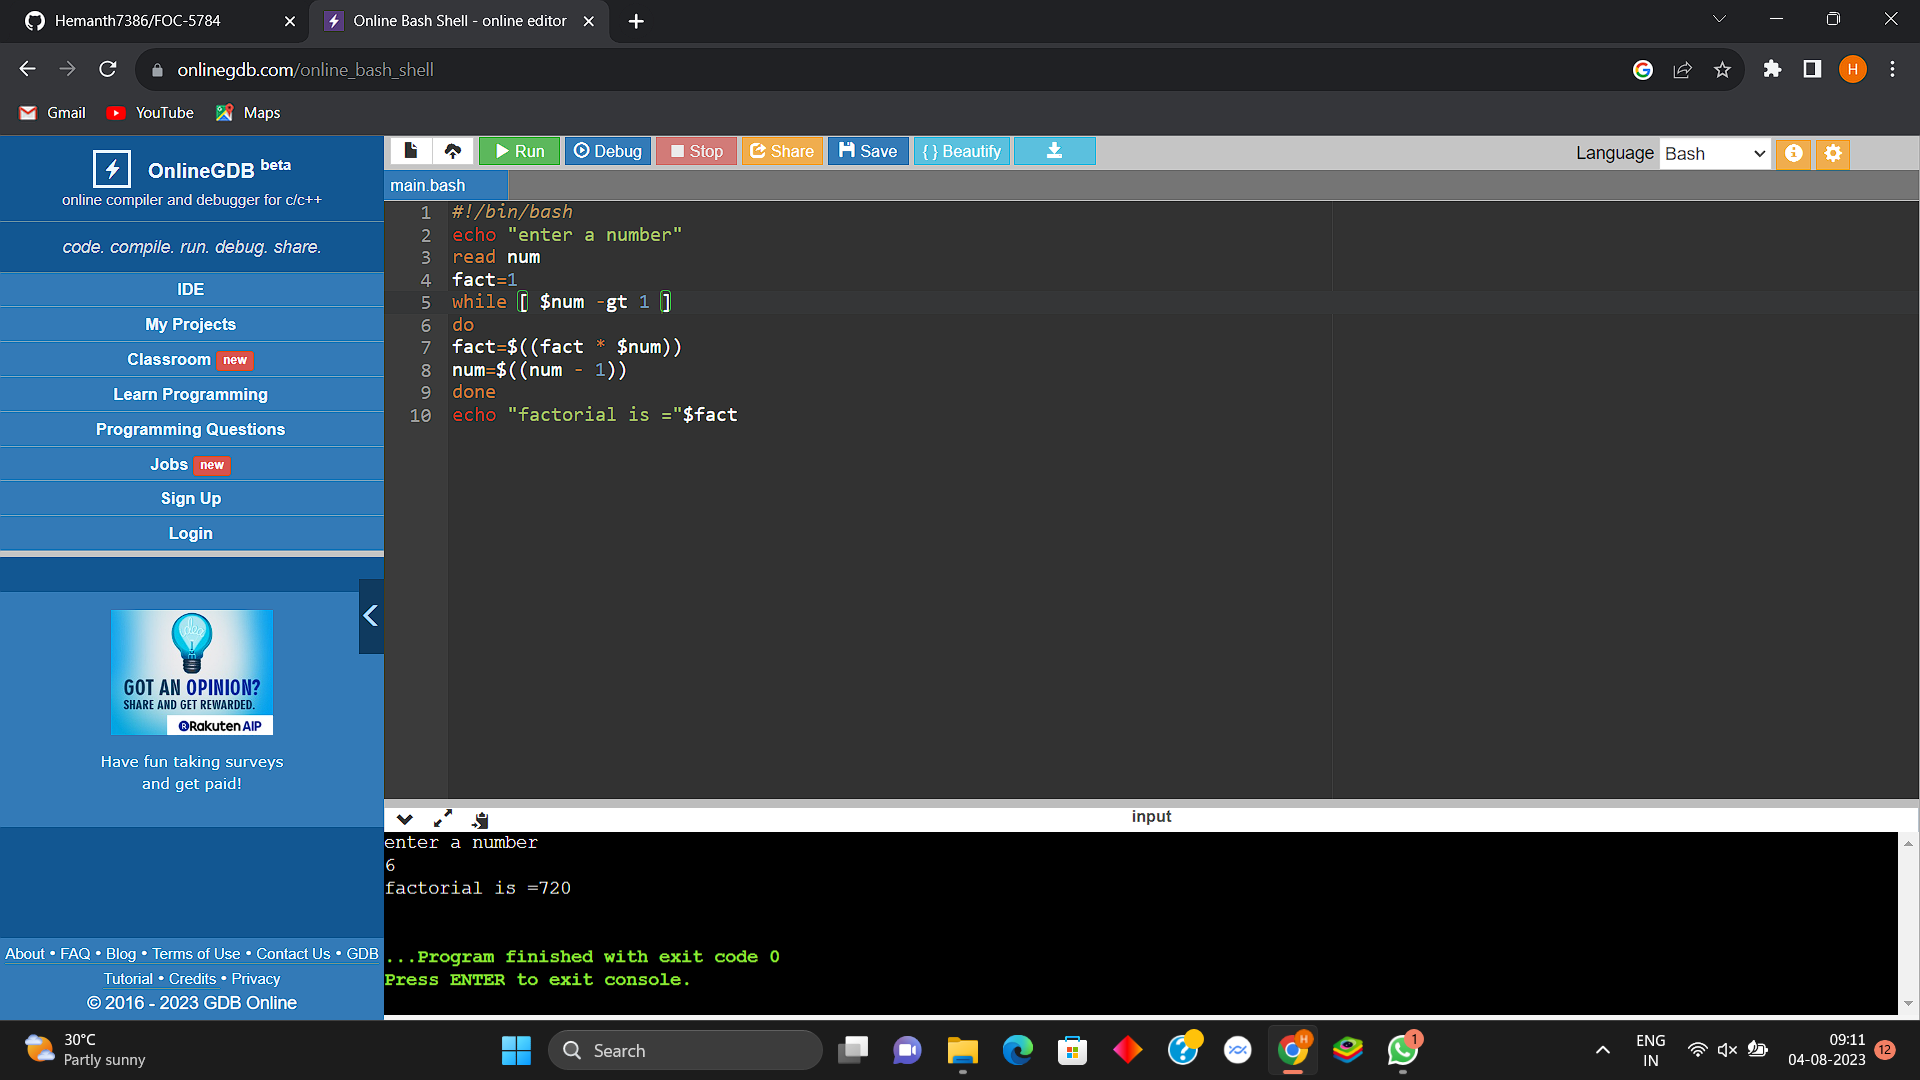 Hemanth7386/FOC-5784
Online Bash Shell - online editor
onlinegdb.com/online_bash_shell
H
Gmail
YouTube
Maps
OnlineGDB beta
online compiler and debugger for c/c++
code. compile. run. debug. share.
IDE
My Projects
Classroom new
Learn Programming
Programming Questions
Jobs new
Sign Up
Login
GOT AN OPINION?
SHARE AND GET REWARDED.
Rakuten AIP
Have fun taking surveys
and get paid!
About • FAQ • Blog • Terms of Use • Contact Us • GDB
Tutorial • Credits • Privacy
© 2016 - 2023 GDB Online
Run
Debug
Stop
Share
Save
{ } Beautify
Language Bash
main.bash
1 #!/bin/bash
2 echo "enter a number"
3 read num
4 fact=1
5 while [ $num -gt 1 ]
6 do
7 fact=$((fact * $num))
8 num=$((num - 1))
9 done
10 echo "factorial is ="$fact
input
enter a number
6
factorial is =720
...Program finished with exit code 0
Press ENTER to exit console.
30°C
Partly sunny
Search
H
1
ENG
IN
09:11
04-08-2023
12